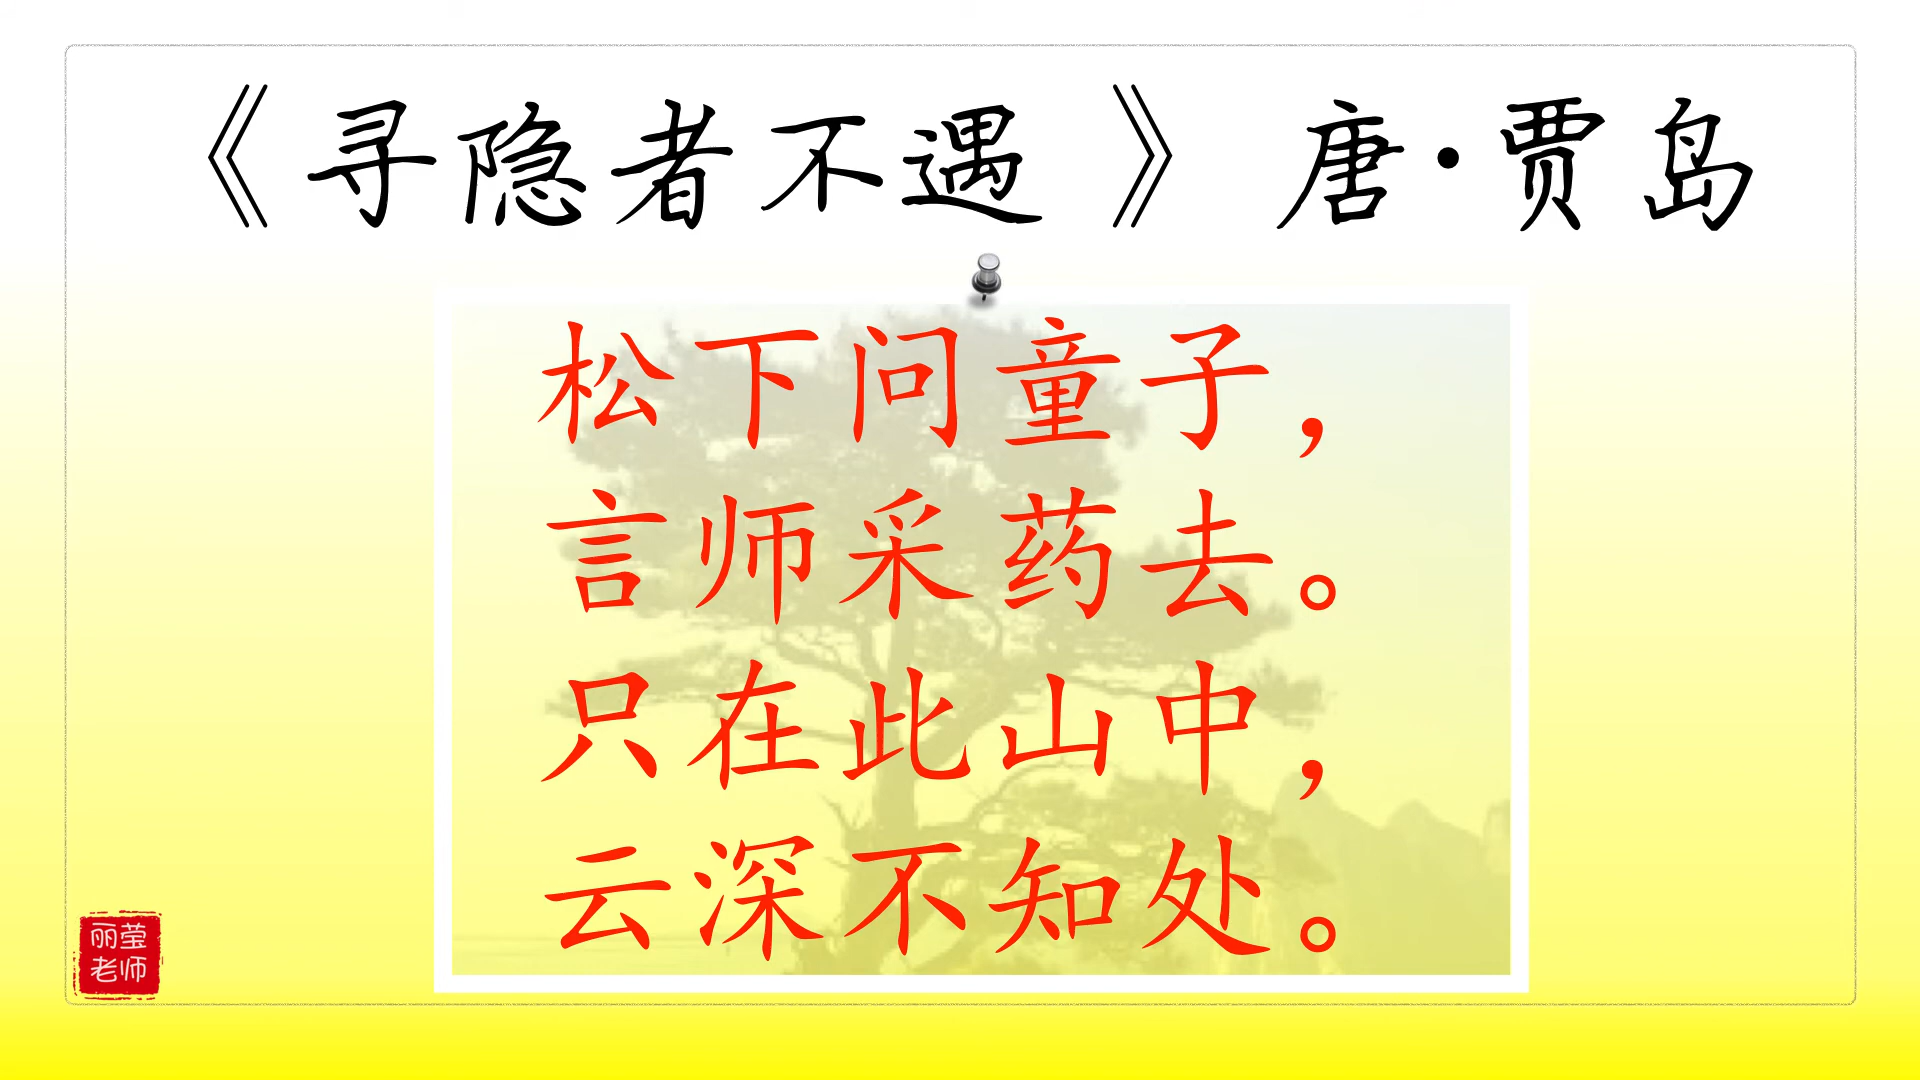 《寻隐者不遇》 唐·贾岛
松下问童子，
言师采药去。
只在此山中，
云深不知处。
丽莹
老师